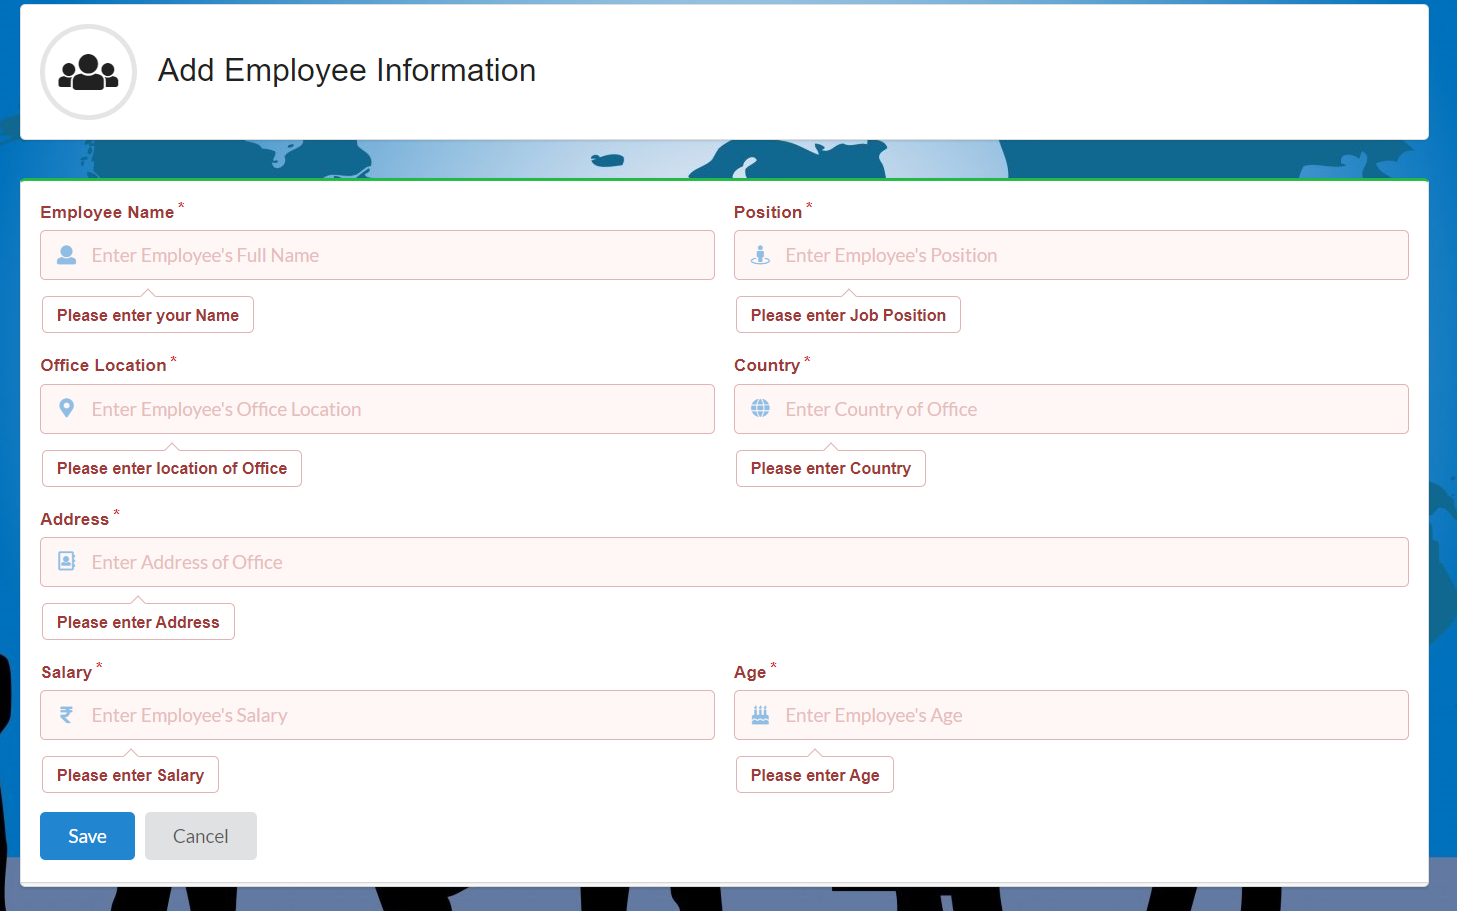 Add Employee Information
Employee Name *
Position *
Enter Employee's Full Name
Enter Employee's Position
Please enter your Name
Please enter Job Position
Office Location *
Country *
Enter Employee's Office Location
Enter Country of Office
Please enter location of Office
Please enter Country
Address *
Enter Address of Office
Please enter Address
Salary *
Age *
₹ Enter Employee's Salary
Enter Employee's Age
Please enter Salary
Please enter Age
Save
Cancel